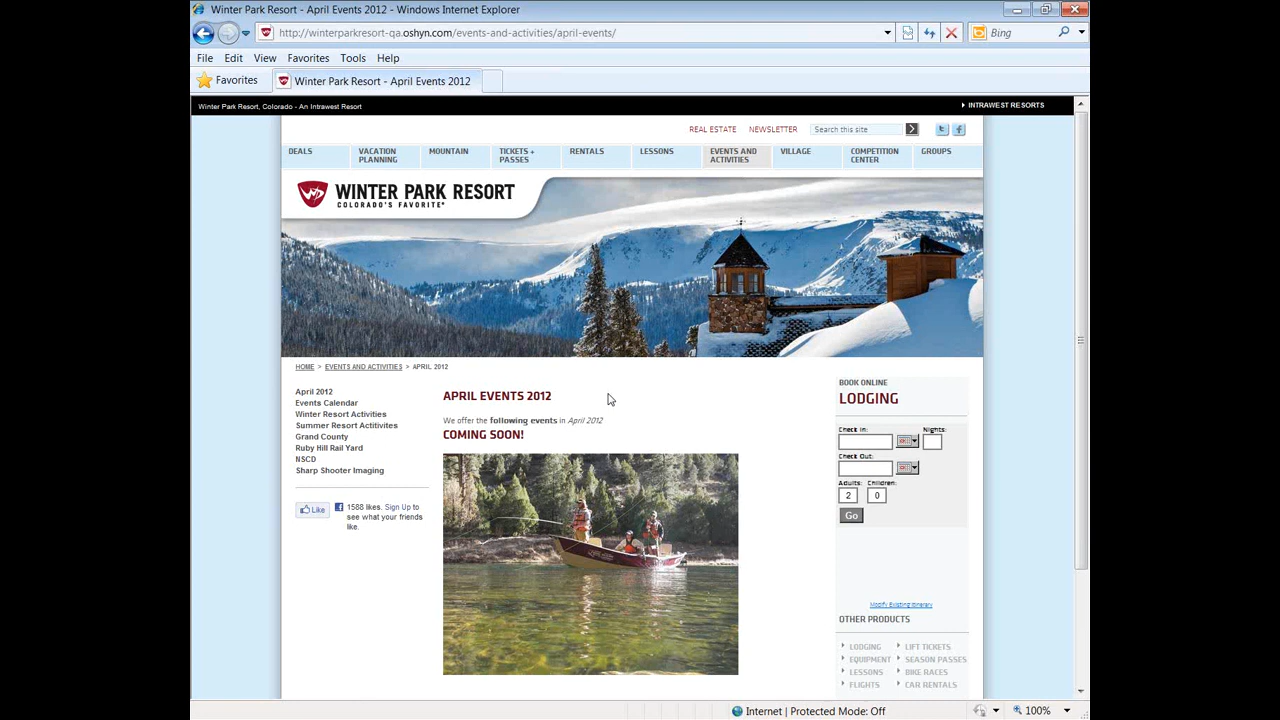 Winter Park Resort - April Events 2012 - Windows Internet Explorer
http://winterparkresort-qa.oshyn.com/events-and-activities/april-events/
Bing
File Edit View Favorites Tools Help
Favorites
Winter Park Resort - April Events 2012
Winter Park Resort, Colorado - An Intrawest Resort
INTRAWEST RESORTS
REAL ESTATE NEWSLETTER Search this site
DEALS
VACATION
PLANNING
MOUNTAIN
TICKETS +
PASSES
RENTALS
LESSONS
EVENTS AND
ACTIVITIES
VILLAGE
COMPETITION
CENTER
GROUPS
WINTER PARK RESORT
COLORADO'S FAVORITE
HOME > EVENTS AND ACTIVITIES > APRIL 2012
April 2012
Events Calendar
Winter Resort Activities
Summer Resort Actitivites
Grand County
Ruby Hill Rail Yard
NSCD
Sharp Shooter Imaging
Like
1588 likes. Sign Up to
see what your friends
like.
APRIL EVENTS 2012
We offer the following events in April 2012
COMING SOON!
BOOK ONLINE
LODGING
Check In: Nights:
Check Out:
Adults: Children:
2 0
Go
Modify Existing Itinerary
OTHER PRODUCTS
LODGING LIFT TICKETS
EQUIPMENT SEASON PASSES
LESSONS BIKE RACES
FLIGHTS CAR RENTALS
Internet | Protected Mode: Off
100%